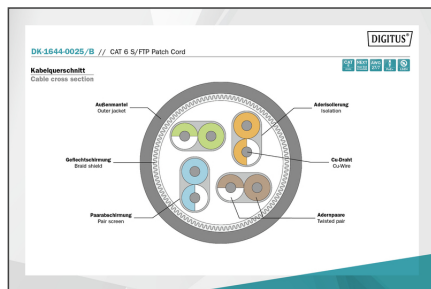 DIGITUS®
DK-1644-0025/B // CAT 6 S/FTP Patch Cord
Kabelquerschnitt
Cable cross section
Außenmantel
Outer jacket
Aderisolierung
Isolation
Geflechtschirmung
Braid shield
Cu-Draht
Cu-Wire
Paarabschirmung
Pair screen
Adernpaare
Twisted pair